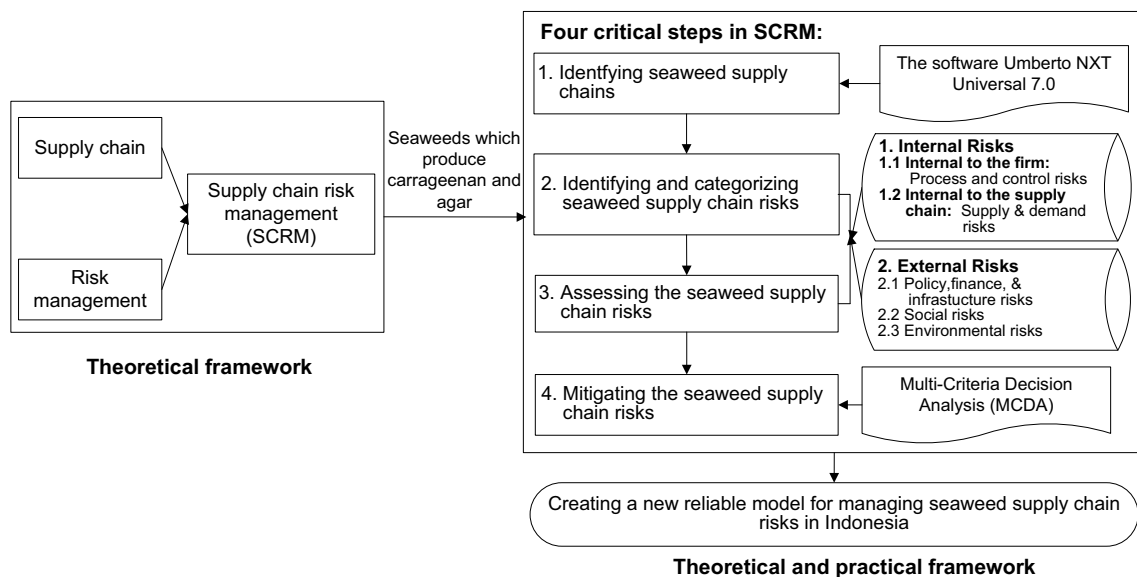 Supply chain
Risk
management
Supply chain risk
management
(SCRM)
Theoretical framework
Seaweeds which
produce
carrageenan and
agar
Four critical steps in SCRM:
1. Identfying seaweed supply
chains
The software Umberto NXT
Universal 7.0
2. Identifying and categorizing
seaweed supply chain risks
1. Internal Risks
1.1 Internal to the firm:
Process and control risks
1.2 Internal to the supply
chain: Supply & demand
risks
3. Assessing the seaweed supply
chain risks
2. External Risks
2.1 Policy,finance, &
infrastucture risks
2.2 Social risks
2.3 Environmental risks
4. Mitigating the seaweed supply
chain risks
Multi-Criteria Decision
Analysis (MCDA)
Creating a new reliable model for managing seaweed supply chain
risks in Indonesia
Theoretical and practical framework